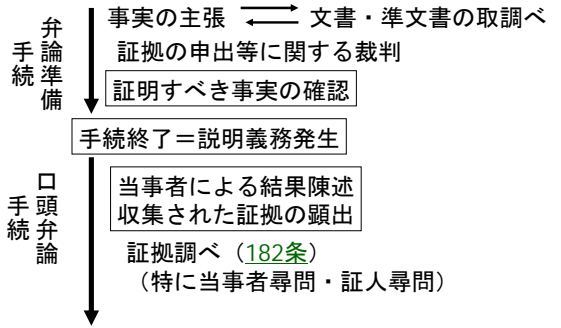 弁論準備
手続
事実の主張 文書・準文書の取調べ
証拠の申出等に関する裁判
証明すべき事実の確認
手続終了＝説明義務発生
口頭弁論
手続
当事者による結果陳述
収集された証拠の顕出
証拠調べ（182条）
（特に当事者尋問・証人尋問）